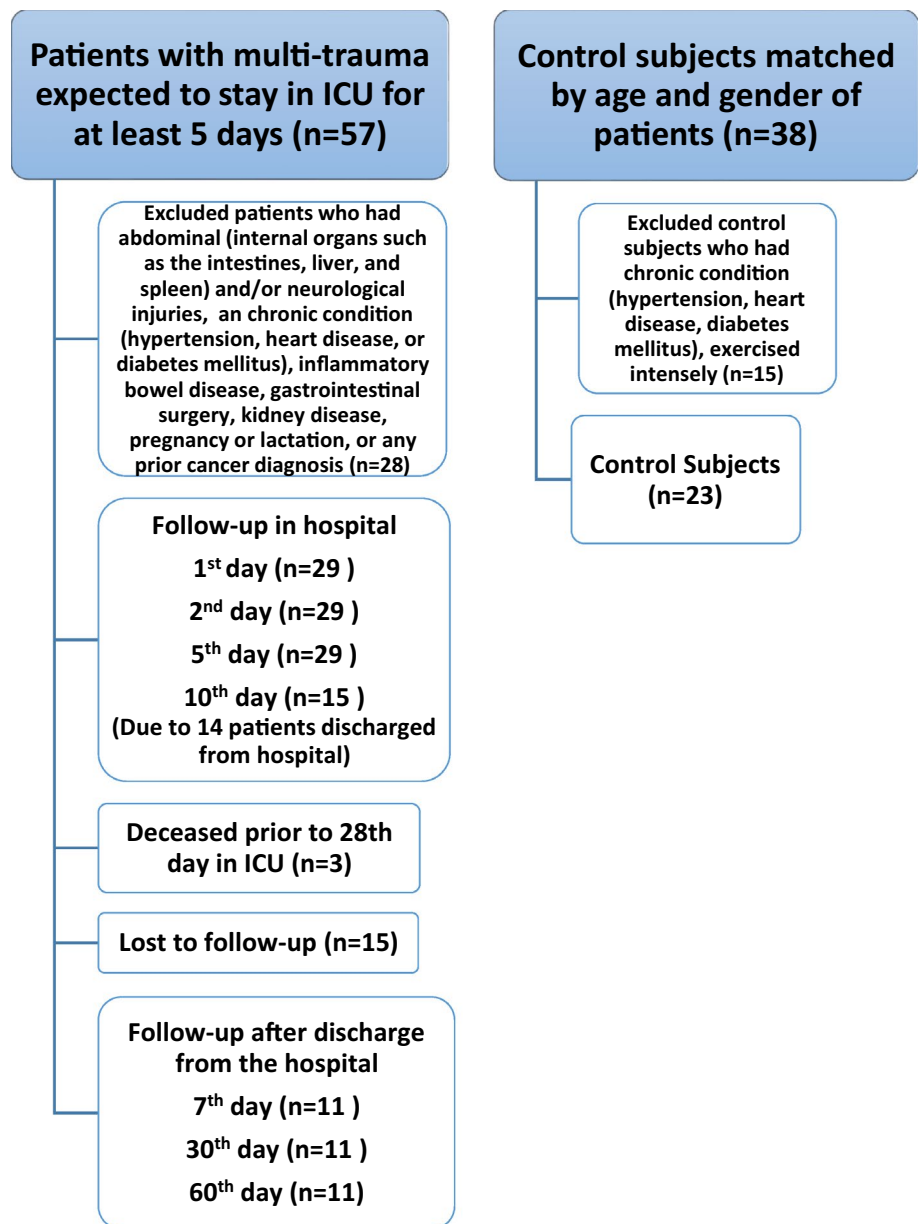 Patients with multi-trauma
expected to stay in ICU for
at least 5 days (n=57)
Excluded patients who had
abdominal (internal organs such
as the intestines, liver, and
spleen) and/or neurological
injuries, an chronic condition
(hypertension, heart disease, or
diabetes mellitus), inflammatory
bowel disease, gastrointestinal
surgery, kidney disease,
pregnancy or lactation, or any
prior cancer diagnosis (n=28)
Follow-up in hospital
1st day (n=29 )
2nd day (n=29 )
5th day (n=29 )
10th day (n=15 )
(Due to 14 patients discharged
from hospital)
Deceased prior to 28th
day in ICU (n=3)
Lost to follow-up (n=15)
Follow-up after discharge
from the hospital
7th day (n=11 )
30th day (n=11 )
60th day (n=11)
Control subjects matched
by age and gender of
patients (n=38)
Excluded control
subjects who had
chronic condition
(hypertension, heart
disease, diabetes
mellitus), exercised
intensely (n=15)
Control Subjects
(n=23)